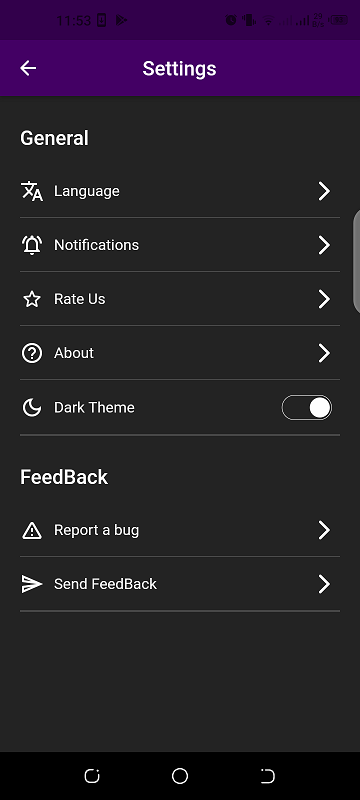 11:53
Settings
General
Language
Notifications
Rate Us
About
Dark Theme
FeedBack
Report a bug
Send FeedBack